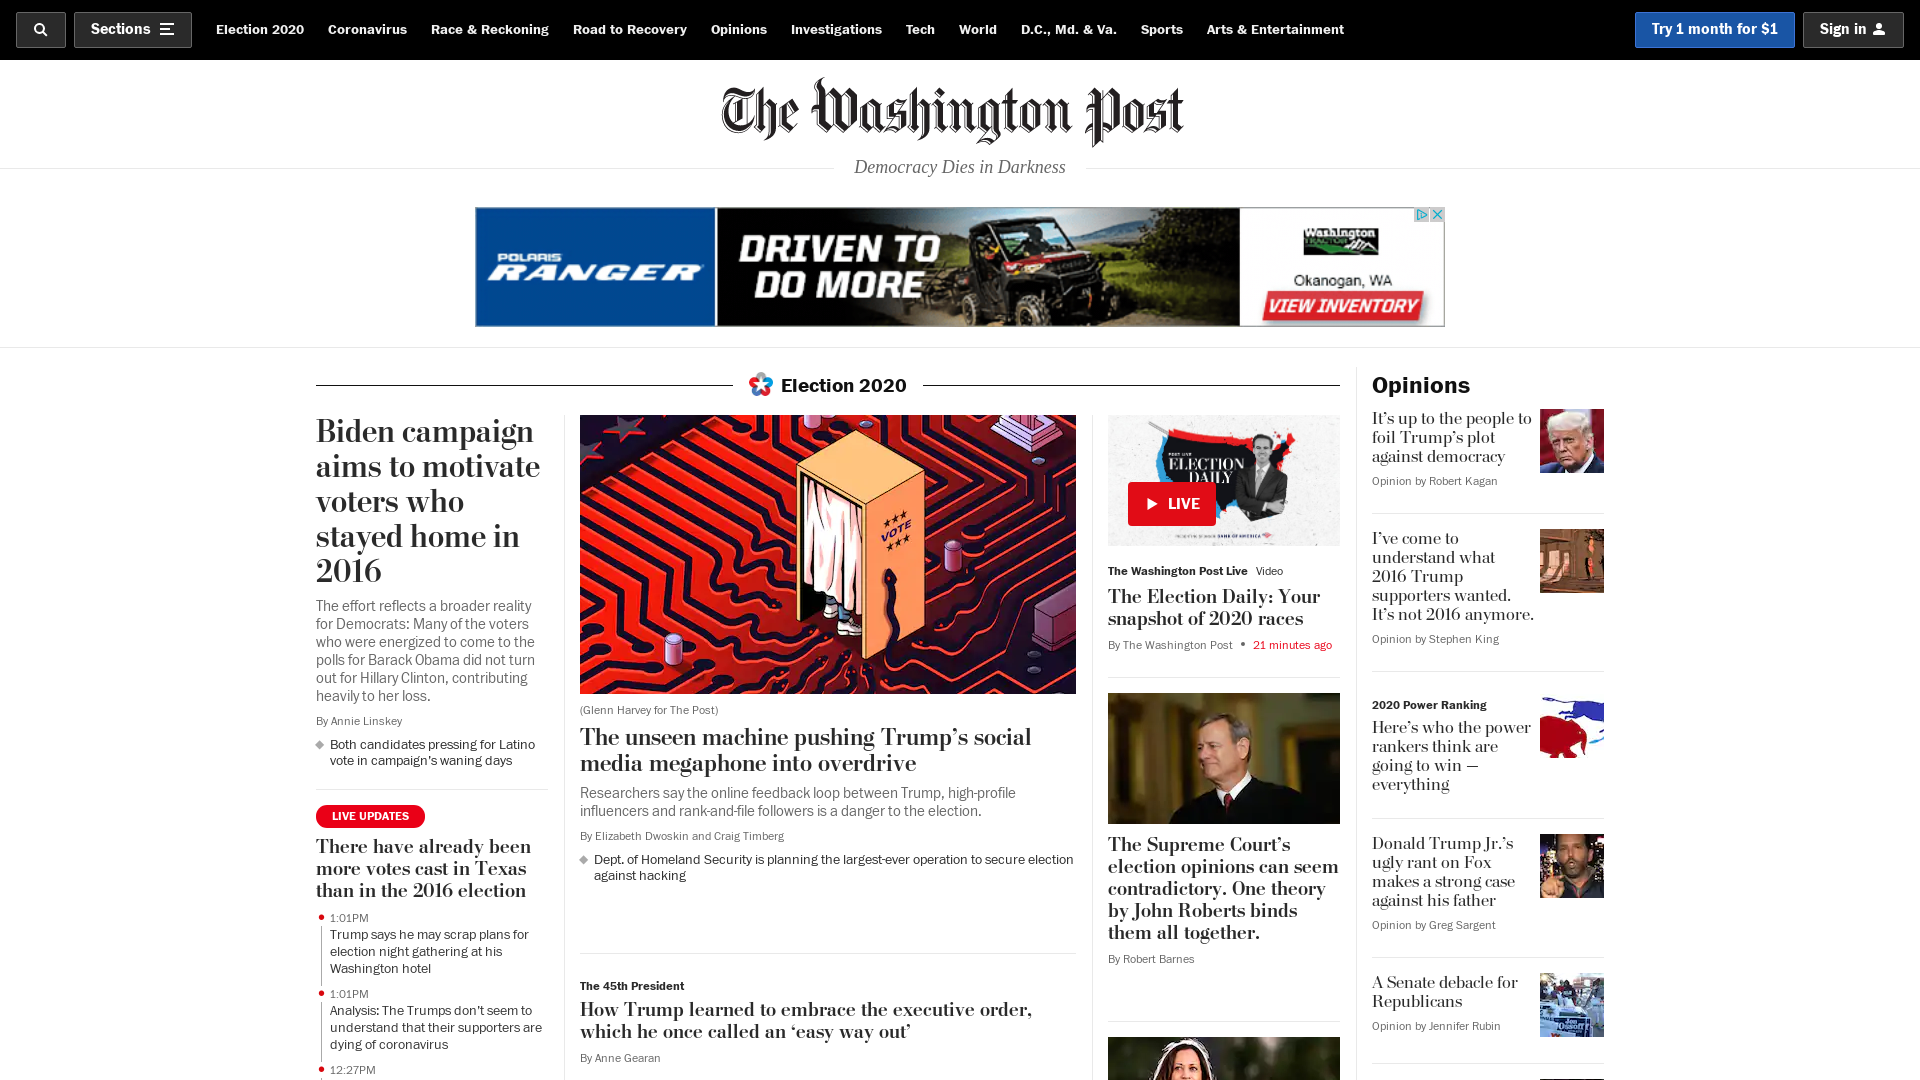 Sections
Election 2020
Coronavirus
Race & Reckoning
Road to Recovery
Opinions
Investigations
Tech
World
D.C., Md. & Va.
Sports
Arts & Entertainment
Try 1 month for $1
Sign in
The Washington Post
Democracy Dies in Darkness
POLARIS
RANGER
DRIVEN TO
DO MORE
Washington
TRACTOR
Okanogan, WA
VIEW INVENTORY
Election 2020
Biden campaign
aims to motivate
voters who
stayed home in
2016
The effort reflects a broader reality
for Democrats: Many of the voters
who were energized to come to the
polls for Barack Obama did not turn
out for Hillary Clinton, contributing
heavily to her loss.
By Annie Linskey
Both candidates pressing for Latino
vote in campaign’s waning days
LIVE UPDATES
There have already been
more votes cast in Texas
than in the 2016 election
1:01PM
Trump says he may scrap plans for
election night gathering at his
Washington hotel
1:01PM
Analysis: The Trumps don’t seem to
understand that their supporters are
dying of coronavirus
12:27PM
VOTE
(Glenn Harvey for The Post)
The unseen machine pushing Trump’s social
media megaphone into overdrive
Researchers say the online feedback loop between Trump, high-profile
influencers and rank-and-file followers is a danger to the election.
By Elizabeth Dwoskin and Craig Timberg
Dept. of Homeland Security is planning the largest-ever operation to secure election
against hacking
The 45th President
How Trump learned to embrace the executive order,
which he once called an ‘easy way out’
By Anne Gearan
POST LIVE
ELECTION
DAILY
LIVE
BANK OF AMERICA
The Washington Post Live Video
The Election Daily: Your
snapshot of 2020 races
By The Washington Post • 21 minutes ago
The Supreme Court’s
election opinions can seem
contradictory. One theory
by John Roberts binds
them all together.
By Robert Barnes
Opinions
It’s up to the people to
foil Trump’s plot
against democracy
Opinion by Robert Kagan
I’ve come to
understand what
2016 Trump
supporters wanted.
It’s not 2016 anymore.
Opinion by Stephen King
2020 Power Ranking
Here’s who the power
rankers think are
going to win —
everything
Donald Trump Jr.’s
ugly rant on Fox
makes a strong case
against his father
Opinion by Greg Sargent
A Senate debacle for
Republicans
Opinion by Jennifer Rubin
Jon
Ossoff